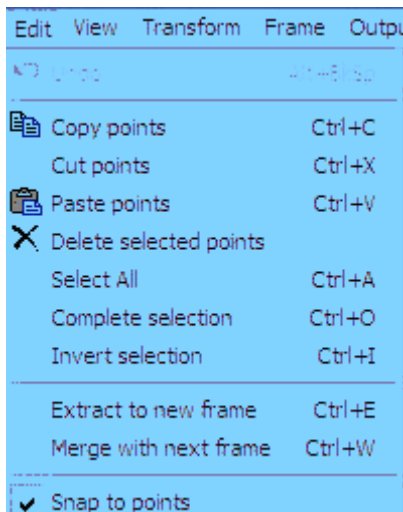 Edit View Transform Frame Outpu
Undo
Copy points Ctrl+C
Cut points Ctrl+X
Paste points Ctrl+V
Delete selected points
Select All Ctrl+A
Complete selection Ctrl+O
Invert selection Ctrl+I
Extract to new frame Ctrl+E
Merge with next frame Ctrl+W
Snap to points